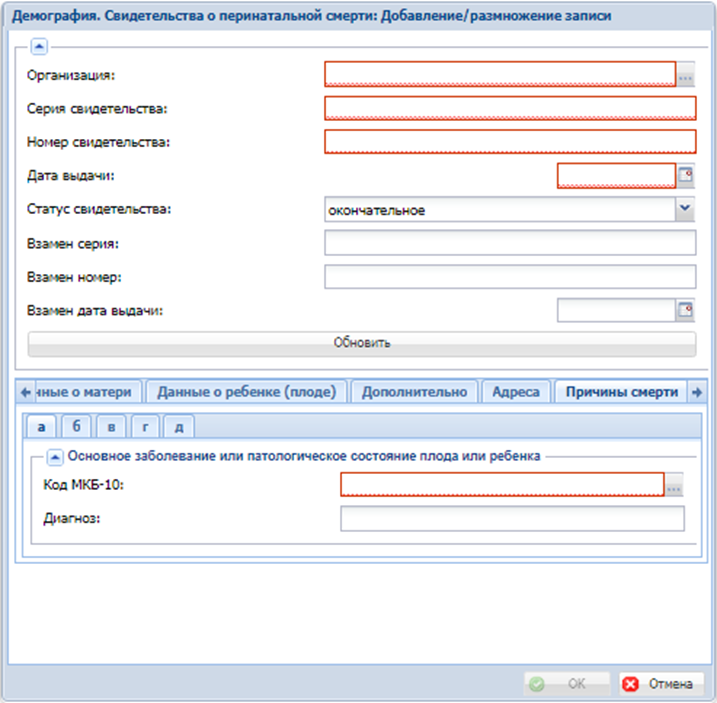 Демография. Свидетельства о перинатальной смерти: Добавление/размножение записи
Организация:
...
Серия свидетельства:
Номер свидетельства:
Дата выдачи:
Статус свидетельства: окончательное
Взамен серия:
Взамен номер:
Взамен дата выдачи:
Обновить
нные о матери Данные о ребенке (плоде) Дополнительно Адреса Причины смерти
а б в г д
Основное заболевание или патологическое состояние плода или ребенка
Код МКБ-10:
...
Диагноз:
ОК Отмена